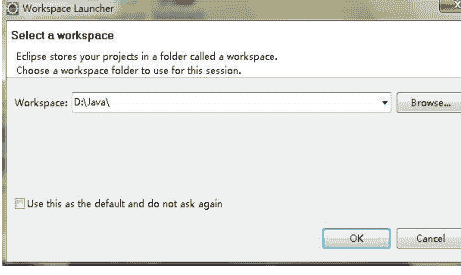 Workspace Launcher
Select a workspace
Eclipse stores your projects in a folder called a workspace.
Choose a workspace folder to use for this session.
Workspace: D:\Java\ Browse...
Use this as the default and do not ask again
OK Cancel